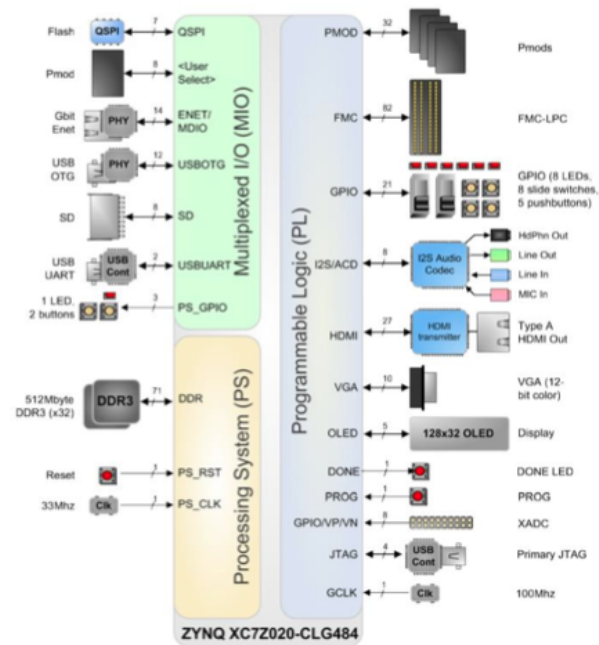 Flash
QSPI
7
QSPI
Pmod
8
<User
Select>
Gbit
Enet
PHY
14
ENET/
MDIO
USB
OTG
PHY
12
USBOTG
SD
8
SD
USB
UART
USB
Cont
2
USBUART
1 LED,
2 buttons
3
PS_GPIO
Multiplexed I/O (MIO)
512Mbyte
DDR3 (x32)
DDR3
71
DDR
Reset
1
PS_RST
33Mhz
Clk
1
PS_CLK
Processing System (PS)
Programmable Logic (PL)
PMOD
32
Pmods
FMC
82
FMC-LPC
GPIO
21
GPIO (8 LEDs,
8 slide switches,
5 pushbuttons)
I2S/ACD
8
I2S Audio
Codec
HdPhn Out
Line Out
Line In
MIC In
HDMI
27
HDMI
transmitter
Type A
HDMI Out
VGA
10
VGA (12-
bit color)
OLED
5
128x32 OLED
Display
DONE
1
DONE LED
PROG
1
PROG
GPIO/VP/VN
8
XADC
JTAG
4
USB
Cont
Primary JTAG
GCLK
1
Clk
100Mhz
ZYNQ XC7Z020-CLG484